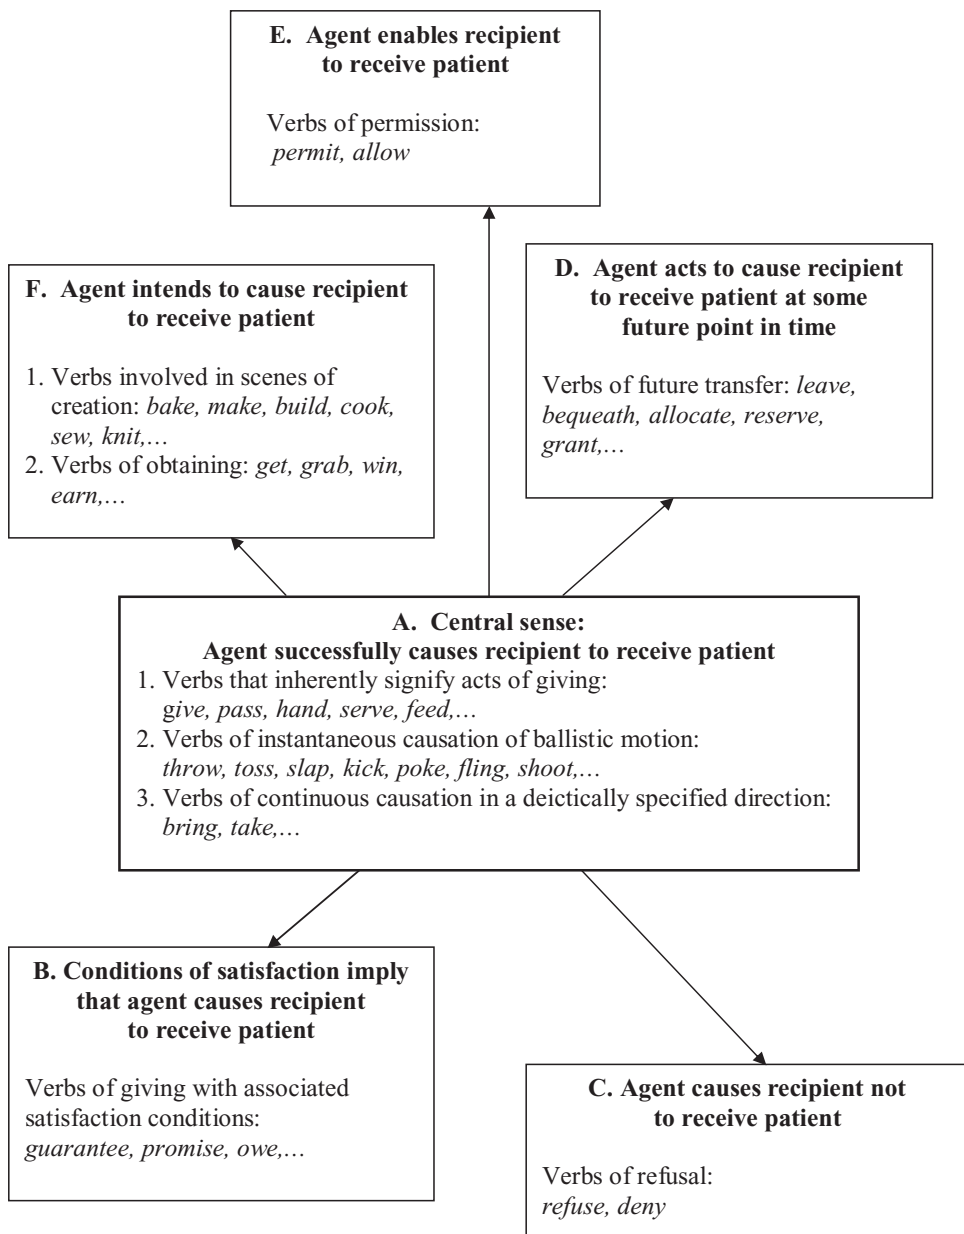 E. Agent enables recipient
to receive patient
Verbs of permission:
permit, allow
F. Agent intends to cause recipient
to receive patient
1. Verbs involved in scenes of
creation: bake, make, build, cook,
sew, knit,…
2. Verbs of obtaining: get, grab, win,
earn,…
D. Agent acts to cause recipient
to receive patient at some
future point in time
Verbs of future transfer: leave,
bequeath, allocate, reserve,
grant,…
A. Central sense:
Agent successfully causes recipient to receive patient
1. Verbs that inherently signify acts of giving:
give, pass, hand, serve, feed,…
2. Verbs of instantaneous causation of ballistic motion:
throw, toss, slap, kick, poke, fling, shoot,…
3. Verbs of continuous causation in a deictically specified direction:
bring, take,…
B. Conditions of satisfaction imply
that agent causes recipient
to receive patient
Verbs of giving with associated
satisfaction conditions:
guarantee, promise, owe,…
C. Agent causes recipient not
to receive patient
Verbs of refusal:
refuse, deny